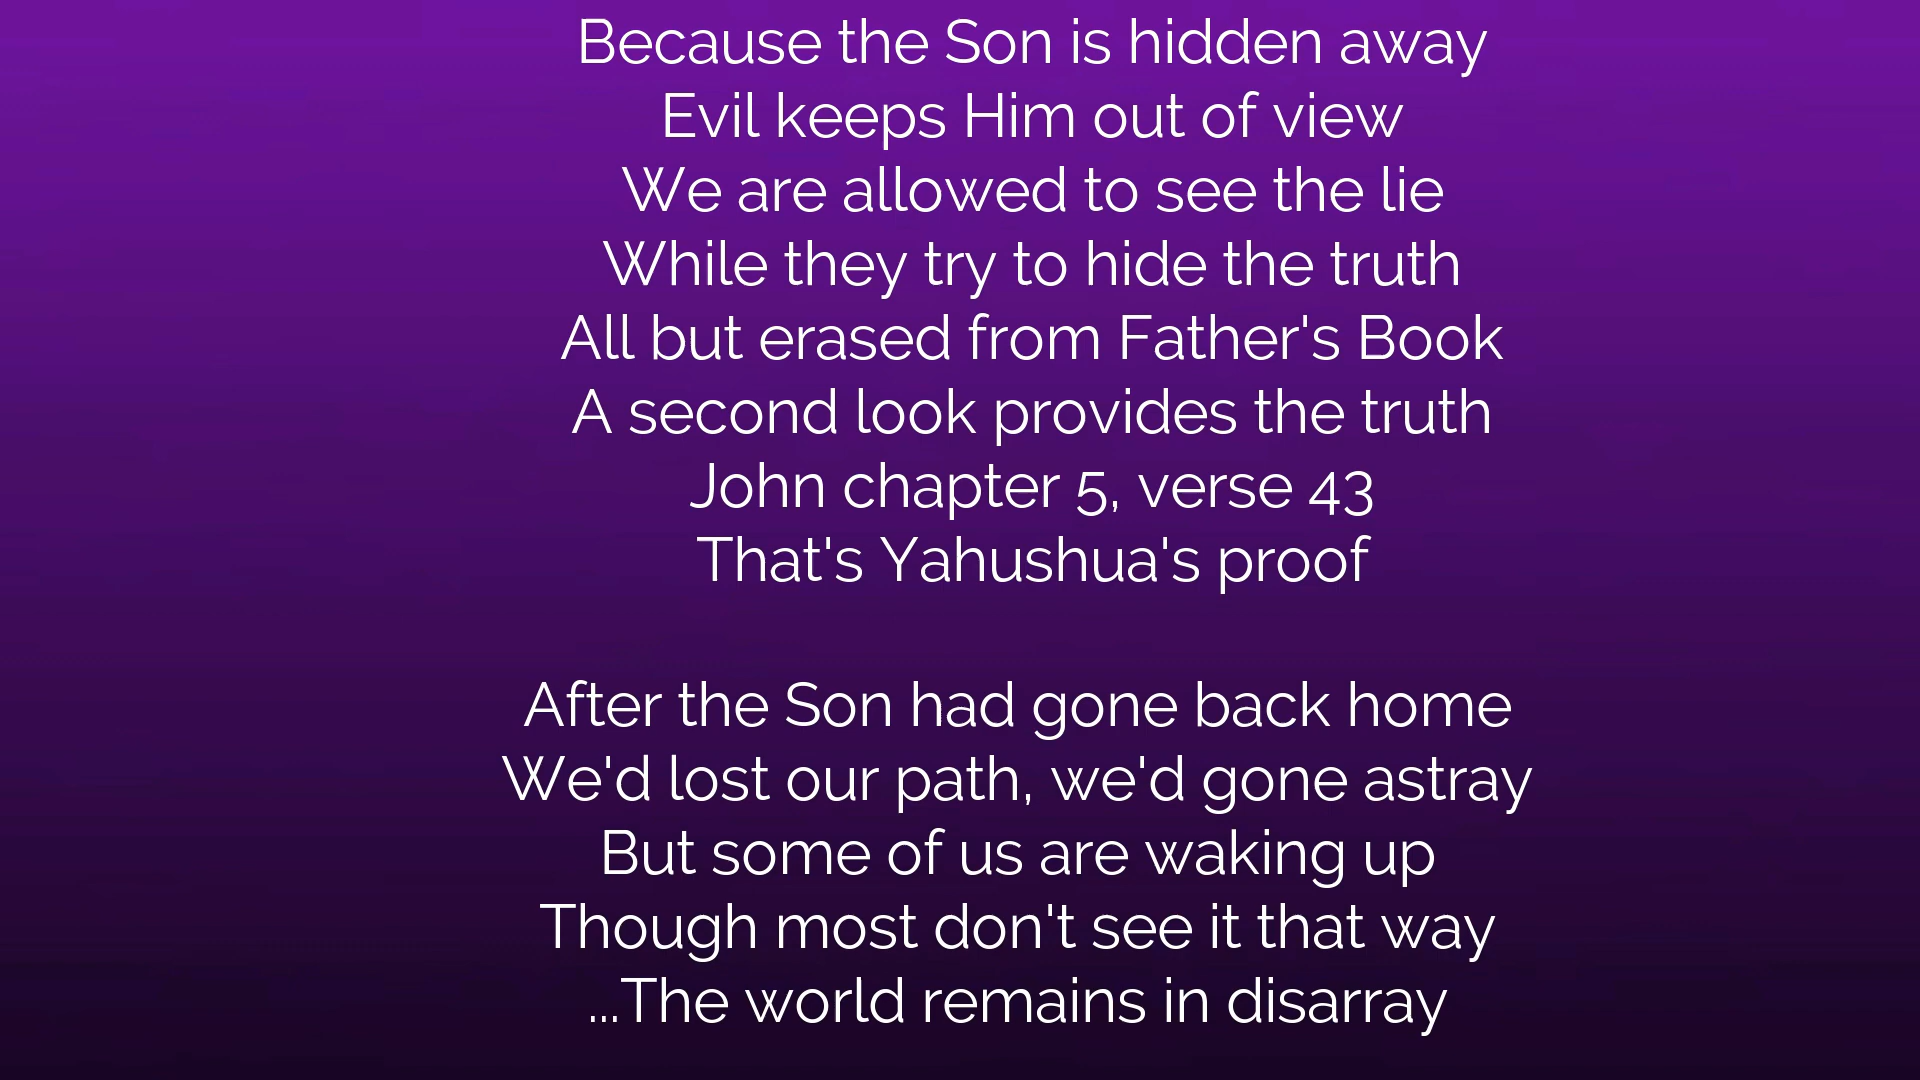 Because the Son is hidden away
Evil keeps Him out of view
We are allowed to see the lie
While they try to hide the truth
All but erased from Father's Book
A second look provides the truth
John chapter 5, verse 43
That's Yahushua's proof
After the Son had gone back home
We'd lost our path, we'd gone astray
But some of us are waking up
Though most don't see it that way
...The world remains in disarray